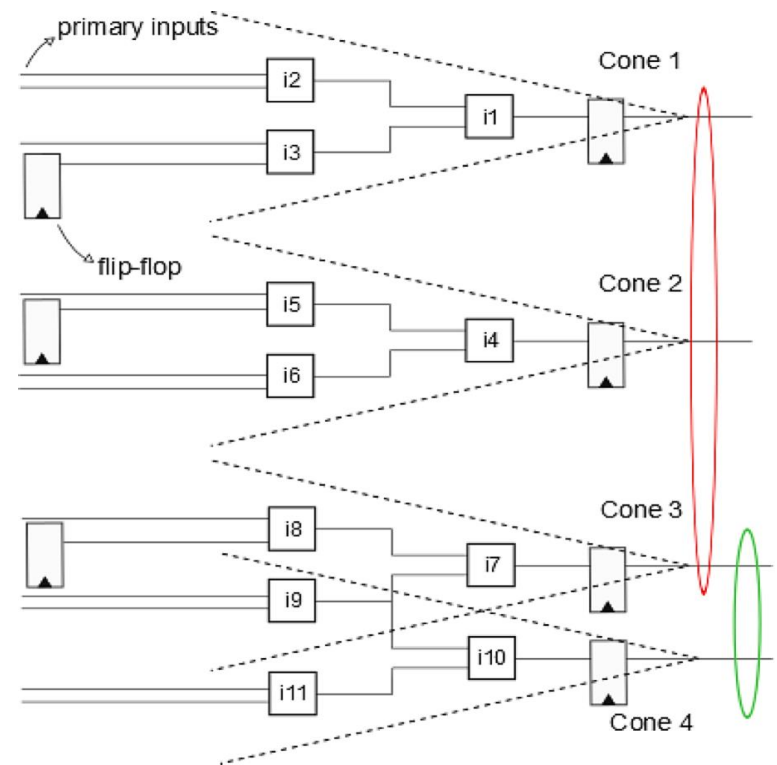 primary inputs
Cone 1
i2
i1
i3
flip-flop
Cone 2
i5
i4
i6
Cone 3
i8
i7
i9
i10
i11
Cone 4